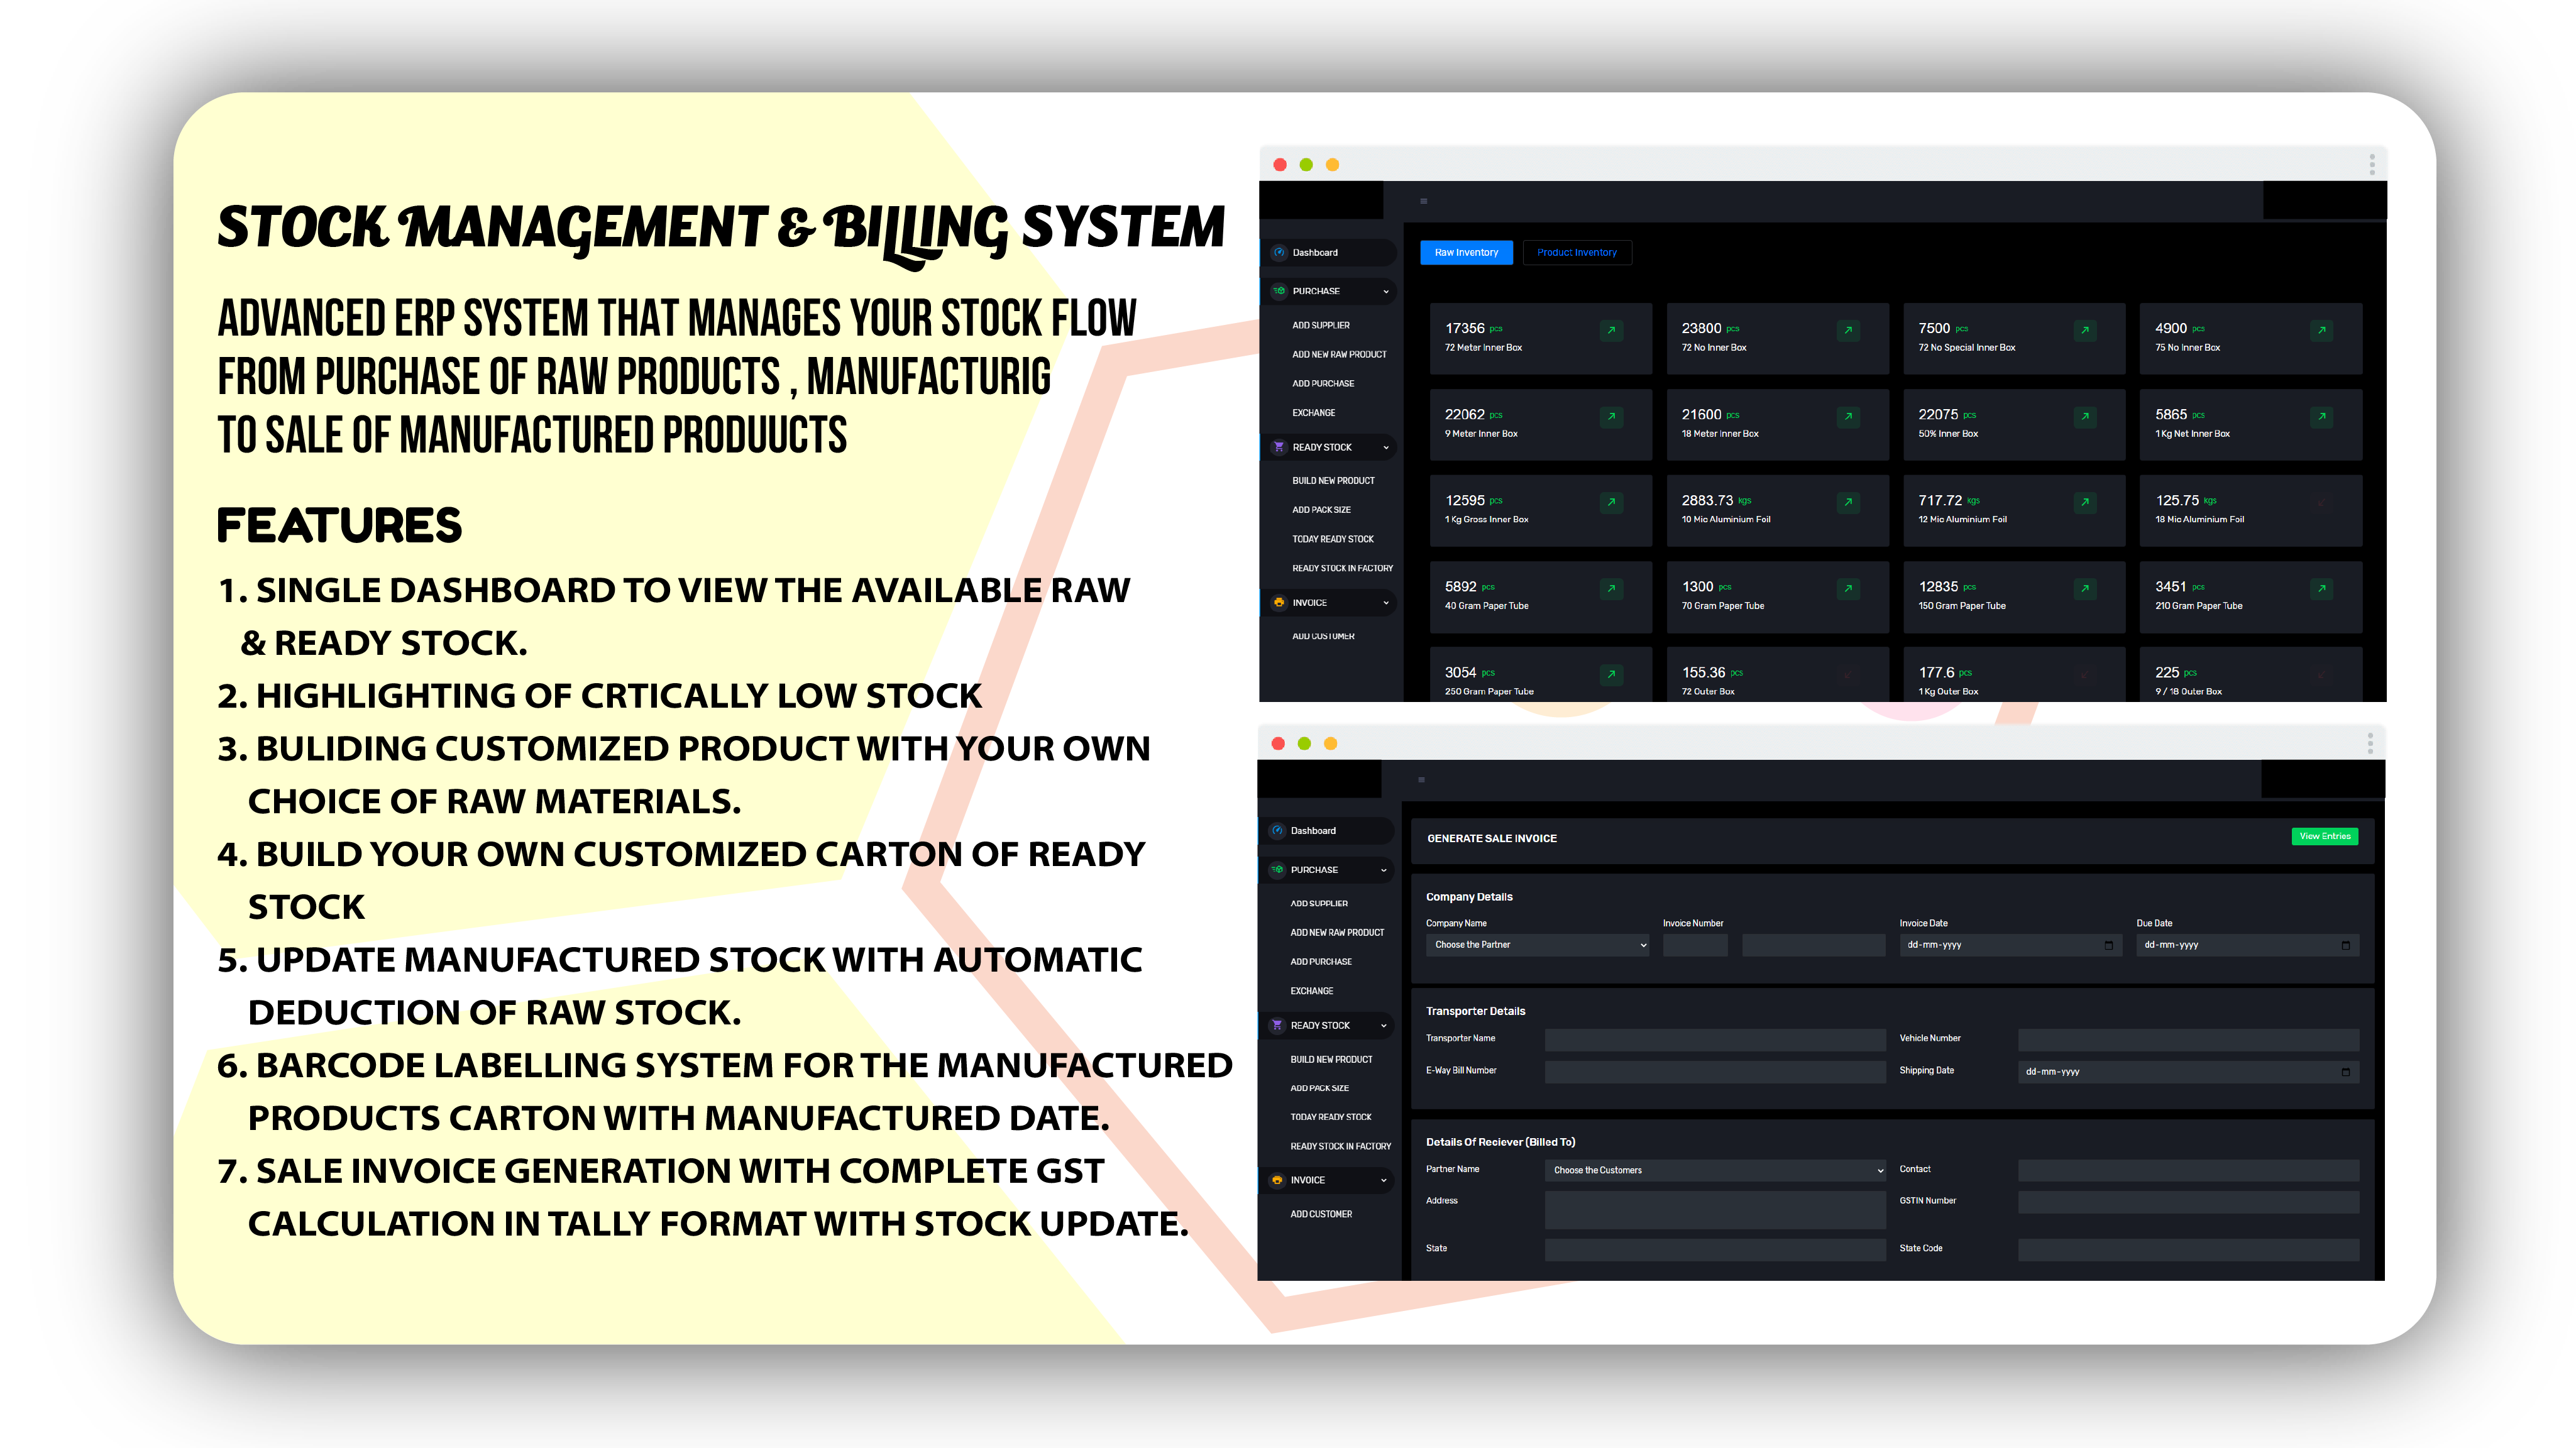 STOCK MANAGEMENT & BILLING SYSTEM
ADVANCED ERP SYSTEM THAT MANAGES YOUR STOCK FLOW
FROM PURCHASE OF RAW PRODUCTS , MANUFACTURIG
TO SALE OF MANUFACTURED PRODUUCTS
FEATURES
1. SINGLE DASHBOARD TO VIEW THE AVAILABLE RAW
& READY STOCK.
2. HIGHLIGHTING OF CRTICALLY LOW STOCK
3. BULIDING CUSTOMIZED PRODUCT WITH YOUR OWN
CHOICE OF RAW MATERIALS.
4. BUILD YOUR OWN CUSTOMIZED CARTON OF READY
STOCK
5. UPDATE MANUFACTURED STOCK WITH AUTOMATIC
DEDUCTION OF RAW STOCK.
6. BARCODE LABELLING SYSTEM FOR THE MANUFACTURED
PRODUCTS CARTON WITH MANUFACTURED DATE.
7. SALE INVOICE GENERATION WITH COMPLETE GST
CALCULATION IN TALLY FORMAT WITH STOCK UPDATE.
Dashboard
PURCHASE
ADD SUPPLIER
ADD NEW RAW PRODUCT
ADD PURCHASE
EXCHANGE
READY STOCK
BUILD NEW PRODUCT
ADD PACK SIZE
TODAY READY STOCK
READY STOCK IN FACTORY
INVOICE
ADD CUSTOMER
Raw Inventory Product Inventory
17356 pcs 23800 pcs 7500 pcs 4900 pcs
72 Meter Inner Box 72 No Inner Box 72 No Special Inner Box 75 No Inner Box
22062 pcs 21600 pcs 22075 pcs 5865 pcs
9 Meter Inner Box 18 Meter Inner Box 50% Inner Box 1 Kg Net Inner Box
12595 pcs 2883.73 kgs 717.72 kgs 125.75 kgs
1 Kg Gross Inner Box 10 Mic Aluminium Foil 12 Mic Aluminium Foil 18 Mic Aluminium Foil
5892 pcs 1300 pcs 12835 pcs 3451 pcs
40 Gram Paper Tube 70 Gram Paper Tube 150 Gram Paper Tube 210 Gram Paper Tube
3054 pcs 155.36 pcs 177.6 pcs 225 pcs
250 Gram Paper Tube 72 Outer Box 1 Kg Outer Box 9 / 18 Outer Box
Dashboard
PURCHASE
ADD SUPPLIER
ADD NEW RAW PRODUCT
ADD PURCHASE
EXCHANGE
READY STOCK
BUILD NEW PRODUCT
ADD PACK SIZE
TODAY READY STOCK
READY STOCK IN FACTORY
INVOICE
ADD CUSTOMER
GENERATE SALE INVOICE View Entries
Company Details
Company Name Invoice Number Invoice Date Due Date
Choose the Partner dd-mm-yyyy dd-mm-yyyy
Transporter Details
Transporter Name Vehicle Number
E-Way Bill Number Shipping Date dd-mm-yyyy
Details Of Reciever (Billed To)
Partner Name Choose the Customers Contact
Address GSTIN Number
State State Code